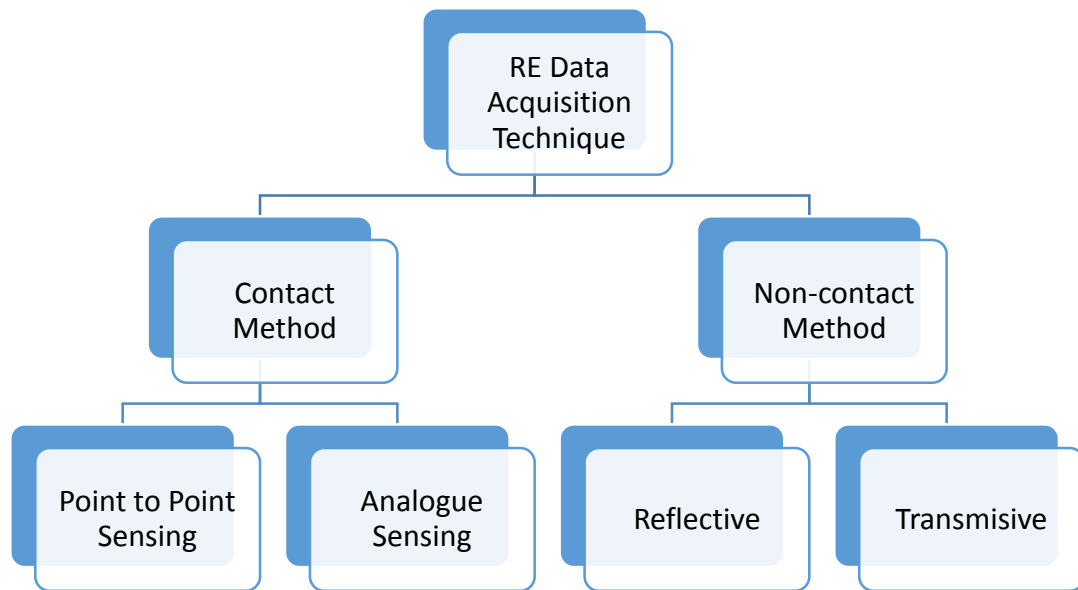 RE Data
Acquisition
Technique
Contact
Method
Non-contact
Method
Point to Point
Sensing
Analogue
Sensing
Reflective
Transmisive